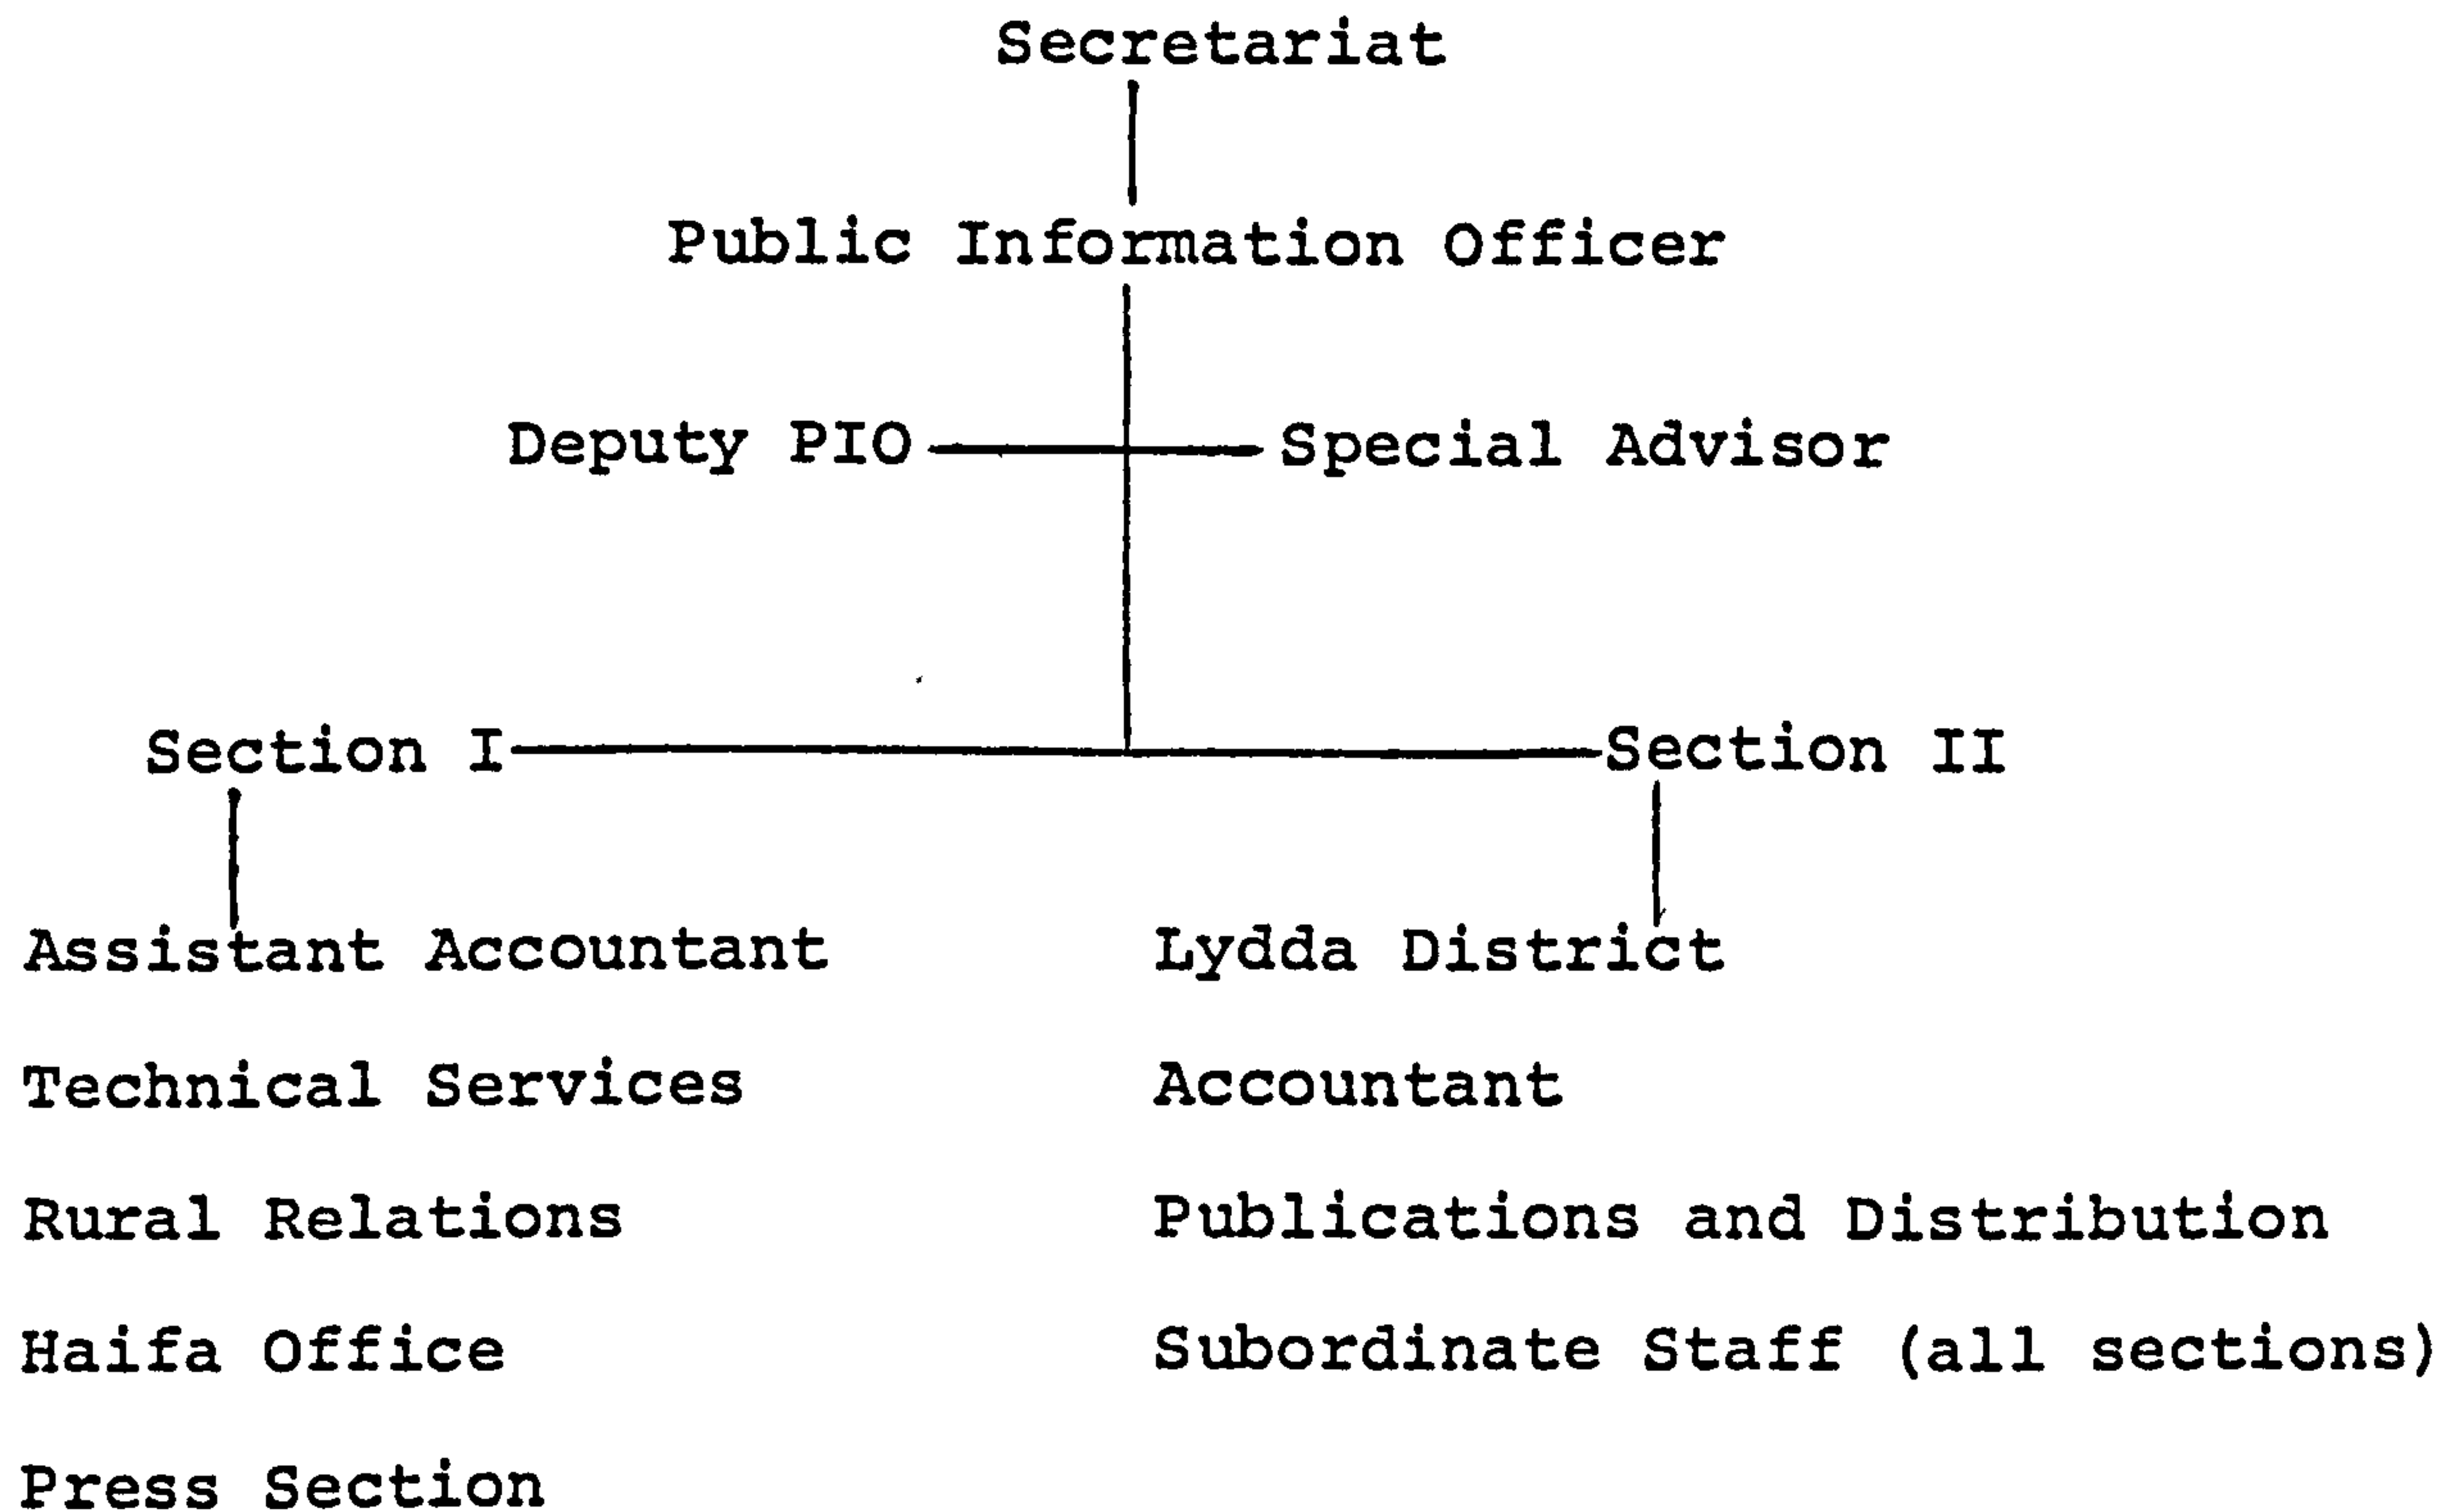 Secretariat
Public Information Officer
Deputy PIO Special Advisor
Section I Section II
Assistant Accountant Lydda District
Technical Services Accountant
Rural Relations Publications and Distribution
Haifa Office Subordinate Staff (all sections)
Press Section